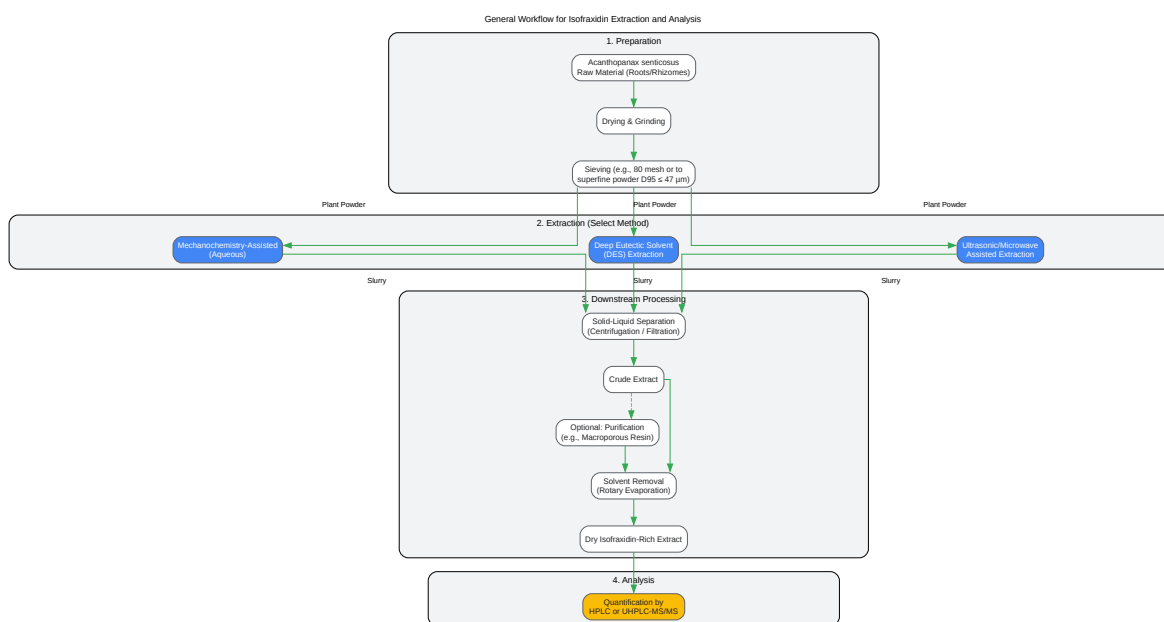 General Workflow for Isofraxidin Extraction and Analysis
1. Preparation
Acanthopanax senticosus
Raw Material (Roots/Rhizomes)
Drying & Grinding
Sieving (e.g., 80 mesh or to
superfine powder D95 ≤ 47 µm)
Plant Powder
Plant Powder
Plant Powder
2. Extraction (Select Method)
Mechanochemistry-Assisted
(Aqueous)
Deep Eutectic Solvent
(DES) Extraction
Ultrasonic/Microwave
Assisted Extraction
Slurry
Slurry
Slurry
3. Downstream Processing
Solid-Liquid Separation
(Centrifugation / Filtration)
Crude Extract
Optional: Purification
(e.g., Macroporous Resin)
Solvent Removal
(Rotary Evaporation)
Dry Isofraxidin-Rich Extract
4. Analysis
Quantification by
HPLC or UHPLC-MS/MS